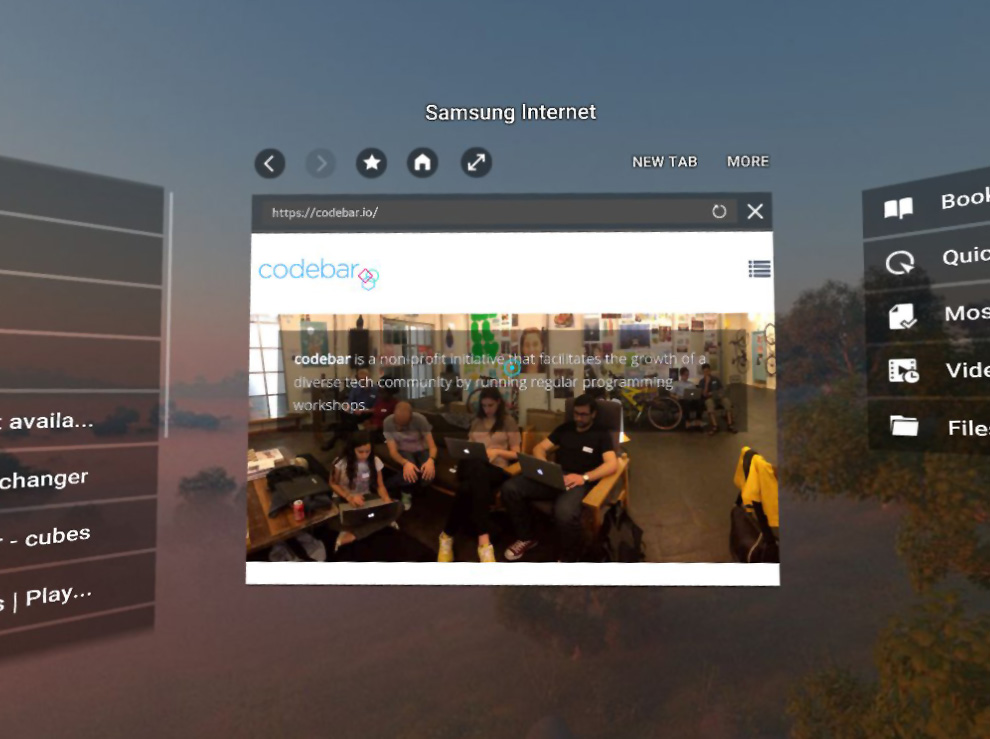 Samsung Internet
NEW TAB MORE
https://codebar.io/
codebar
codebar is a non-profit initiative that facilitates the growth of a
diverse tech community by running regular programming
workshops.
t availa...
changer
- cubes
s | Play...
Book
Quic
Mos
Vide
Files